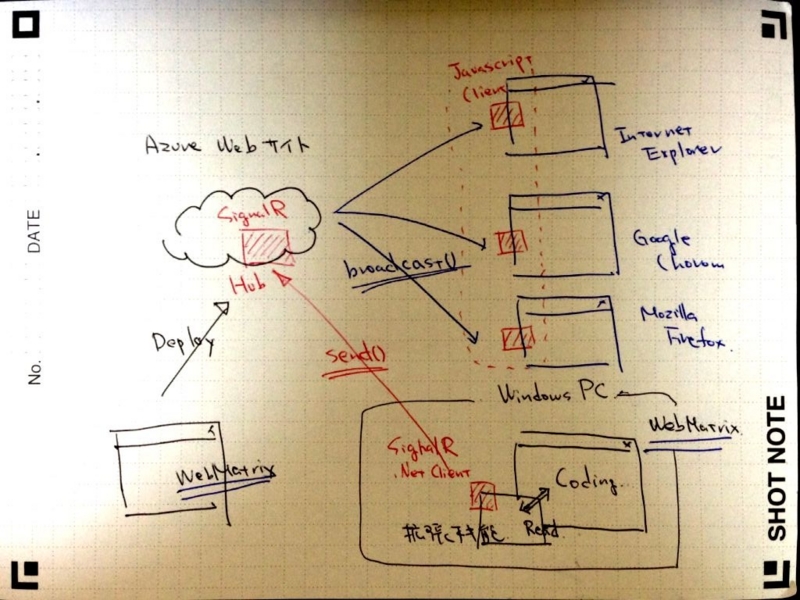 No.
DATE
SHOT NOTE
Javascript
Client
Internet
Explorer
Azure Webサイト
SignalR
Hub
broadcast()
Google
Chorom
Mozilla
Firefox.
Deploy
send()
Windows PC
WebMatrix
WebMatrix
SignalR
.Net Client
Coding...
Read
拡張機能